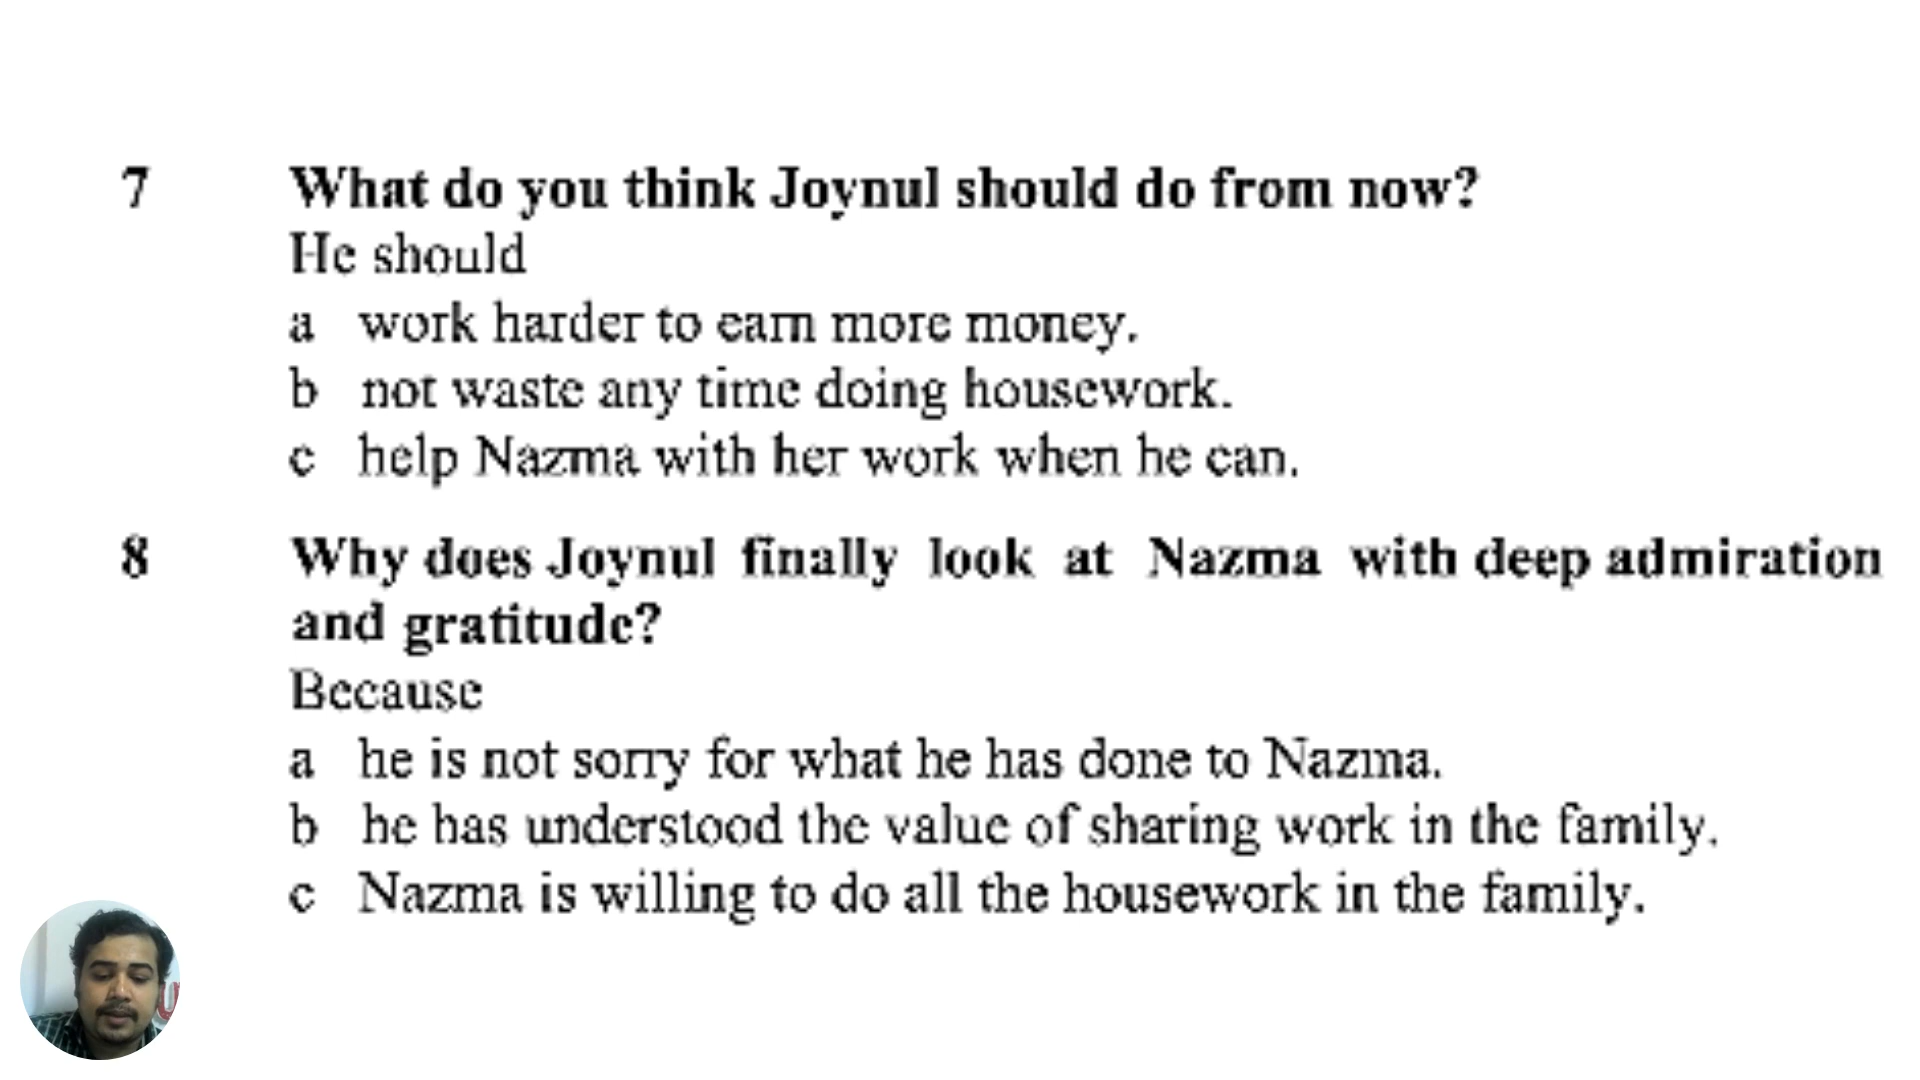 7 What do you think Joynul should do from now?
He should
a work harder to earn more money.
b not waste any time doing housework.
c help Nazma with her work when he can.
8 Why does Joynul finally look at Nazma with deep admiration
and gratitude?
Because
a he is not sorry for what he has done to Nazma.
b he has understood the value of sharing work in the family.
c Nazma is willing to do all the housework in the family.